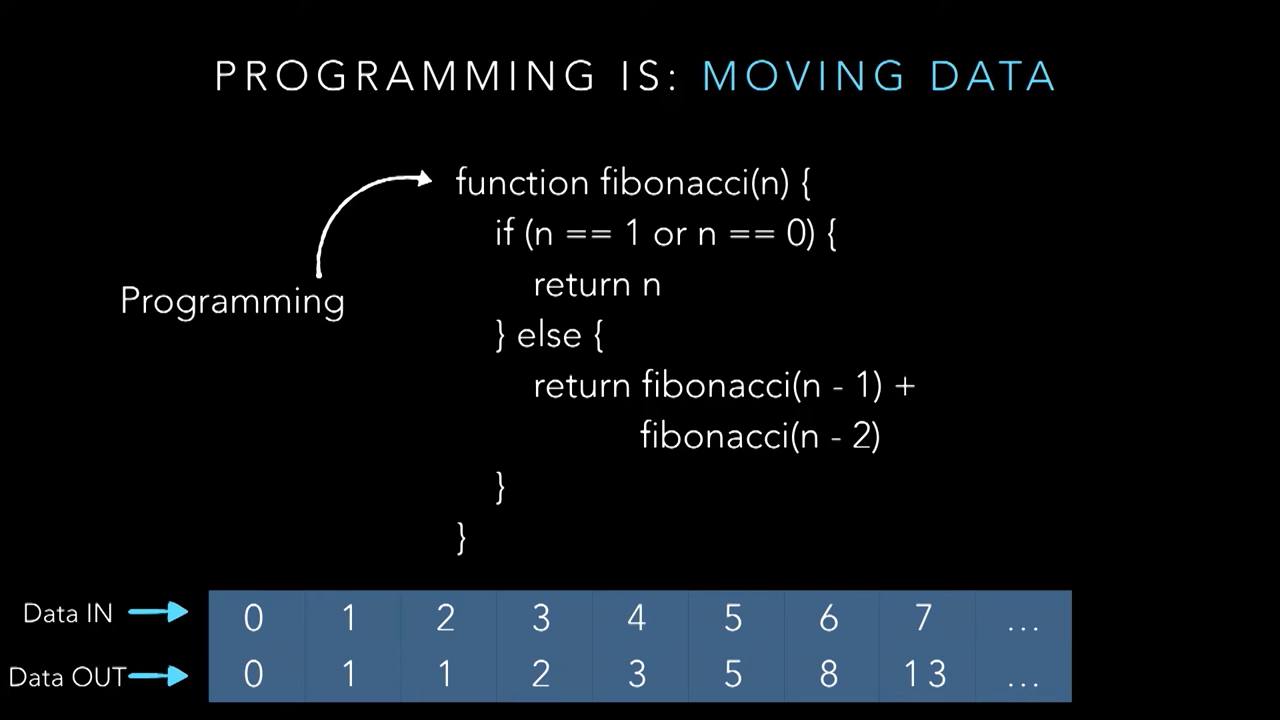 PROGRAMMING IS: MOVING DATA
function fibonacci(n) {
if (n == 1 or n == 0) {
return n
Programming
} else {
return fibonacci(n - 1) +
fibonacci(n - 2)
}
}
Data IN 0 1 2 3 4 5 6 7 ...
Data OUT 0 1 1 2 3 5 8 13 ...